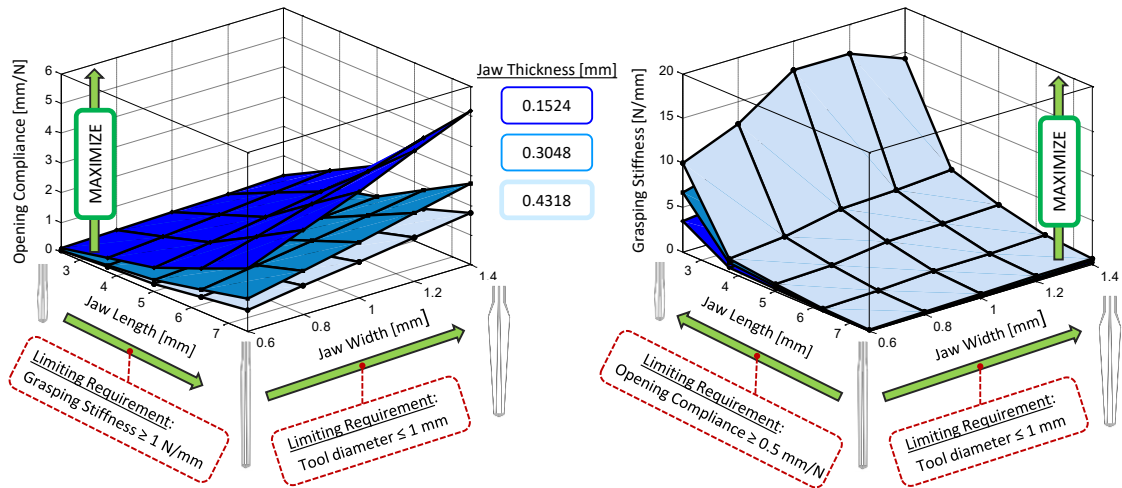 Opening Compliance [mm/N]
6
5
4
3
2
1
0
MAXIMIZE
3
4
5
6
7
Jaw Length [mm]
0.6
0.8
1
1.2
1.4
Jaw Width [mm]
Limiting Requirement:
Grasping Stiffness ≥ 1 N/mm
Limiting Requirement:
Tool diameter ≤ 1 mm
Jaw Thickness [mm]
0.1524
0.3048
0.4318
Grasping Stiffness [N/mm]
20
15
10
5
0
MAXIMIZE
3
4
5
6
7
Jaw Length [mm]
0.6
0.8
1
1.2
1.4
Jaw Width [mm]
Limiting Requirement:
Opening Compliance ≥ 0.5 mm/N
Limiting Requirement:
Tool diameter ≤ 1 mm